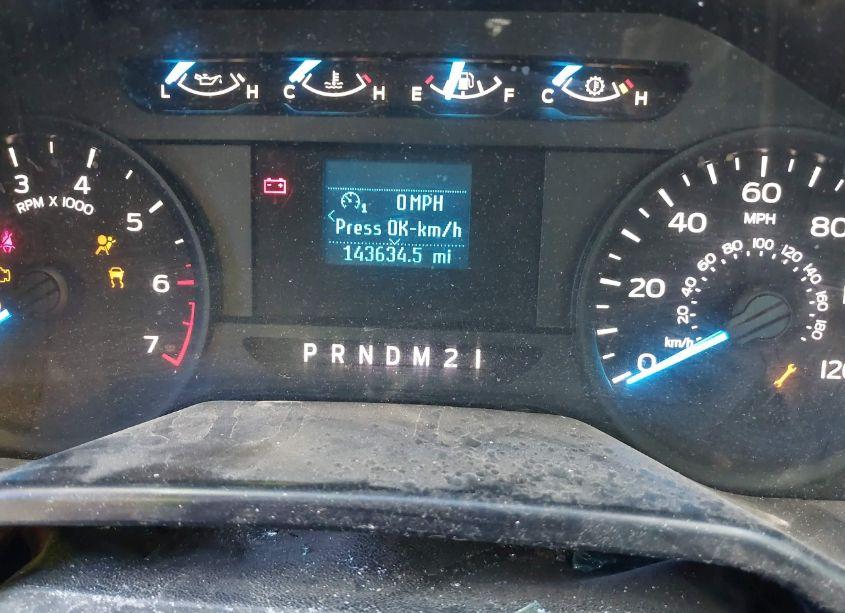 L H
C H
E F
C H
3 4 5 6 7
RPM X 1000
0 MPH
1
Press OK-km/h
143634.5 mi
P R N D M 2 1
0 20 40 60 80
MPH
120
20 40 60 80 100 120 140 160 180
km/h